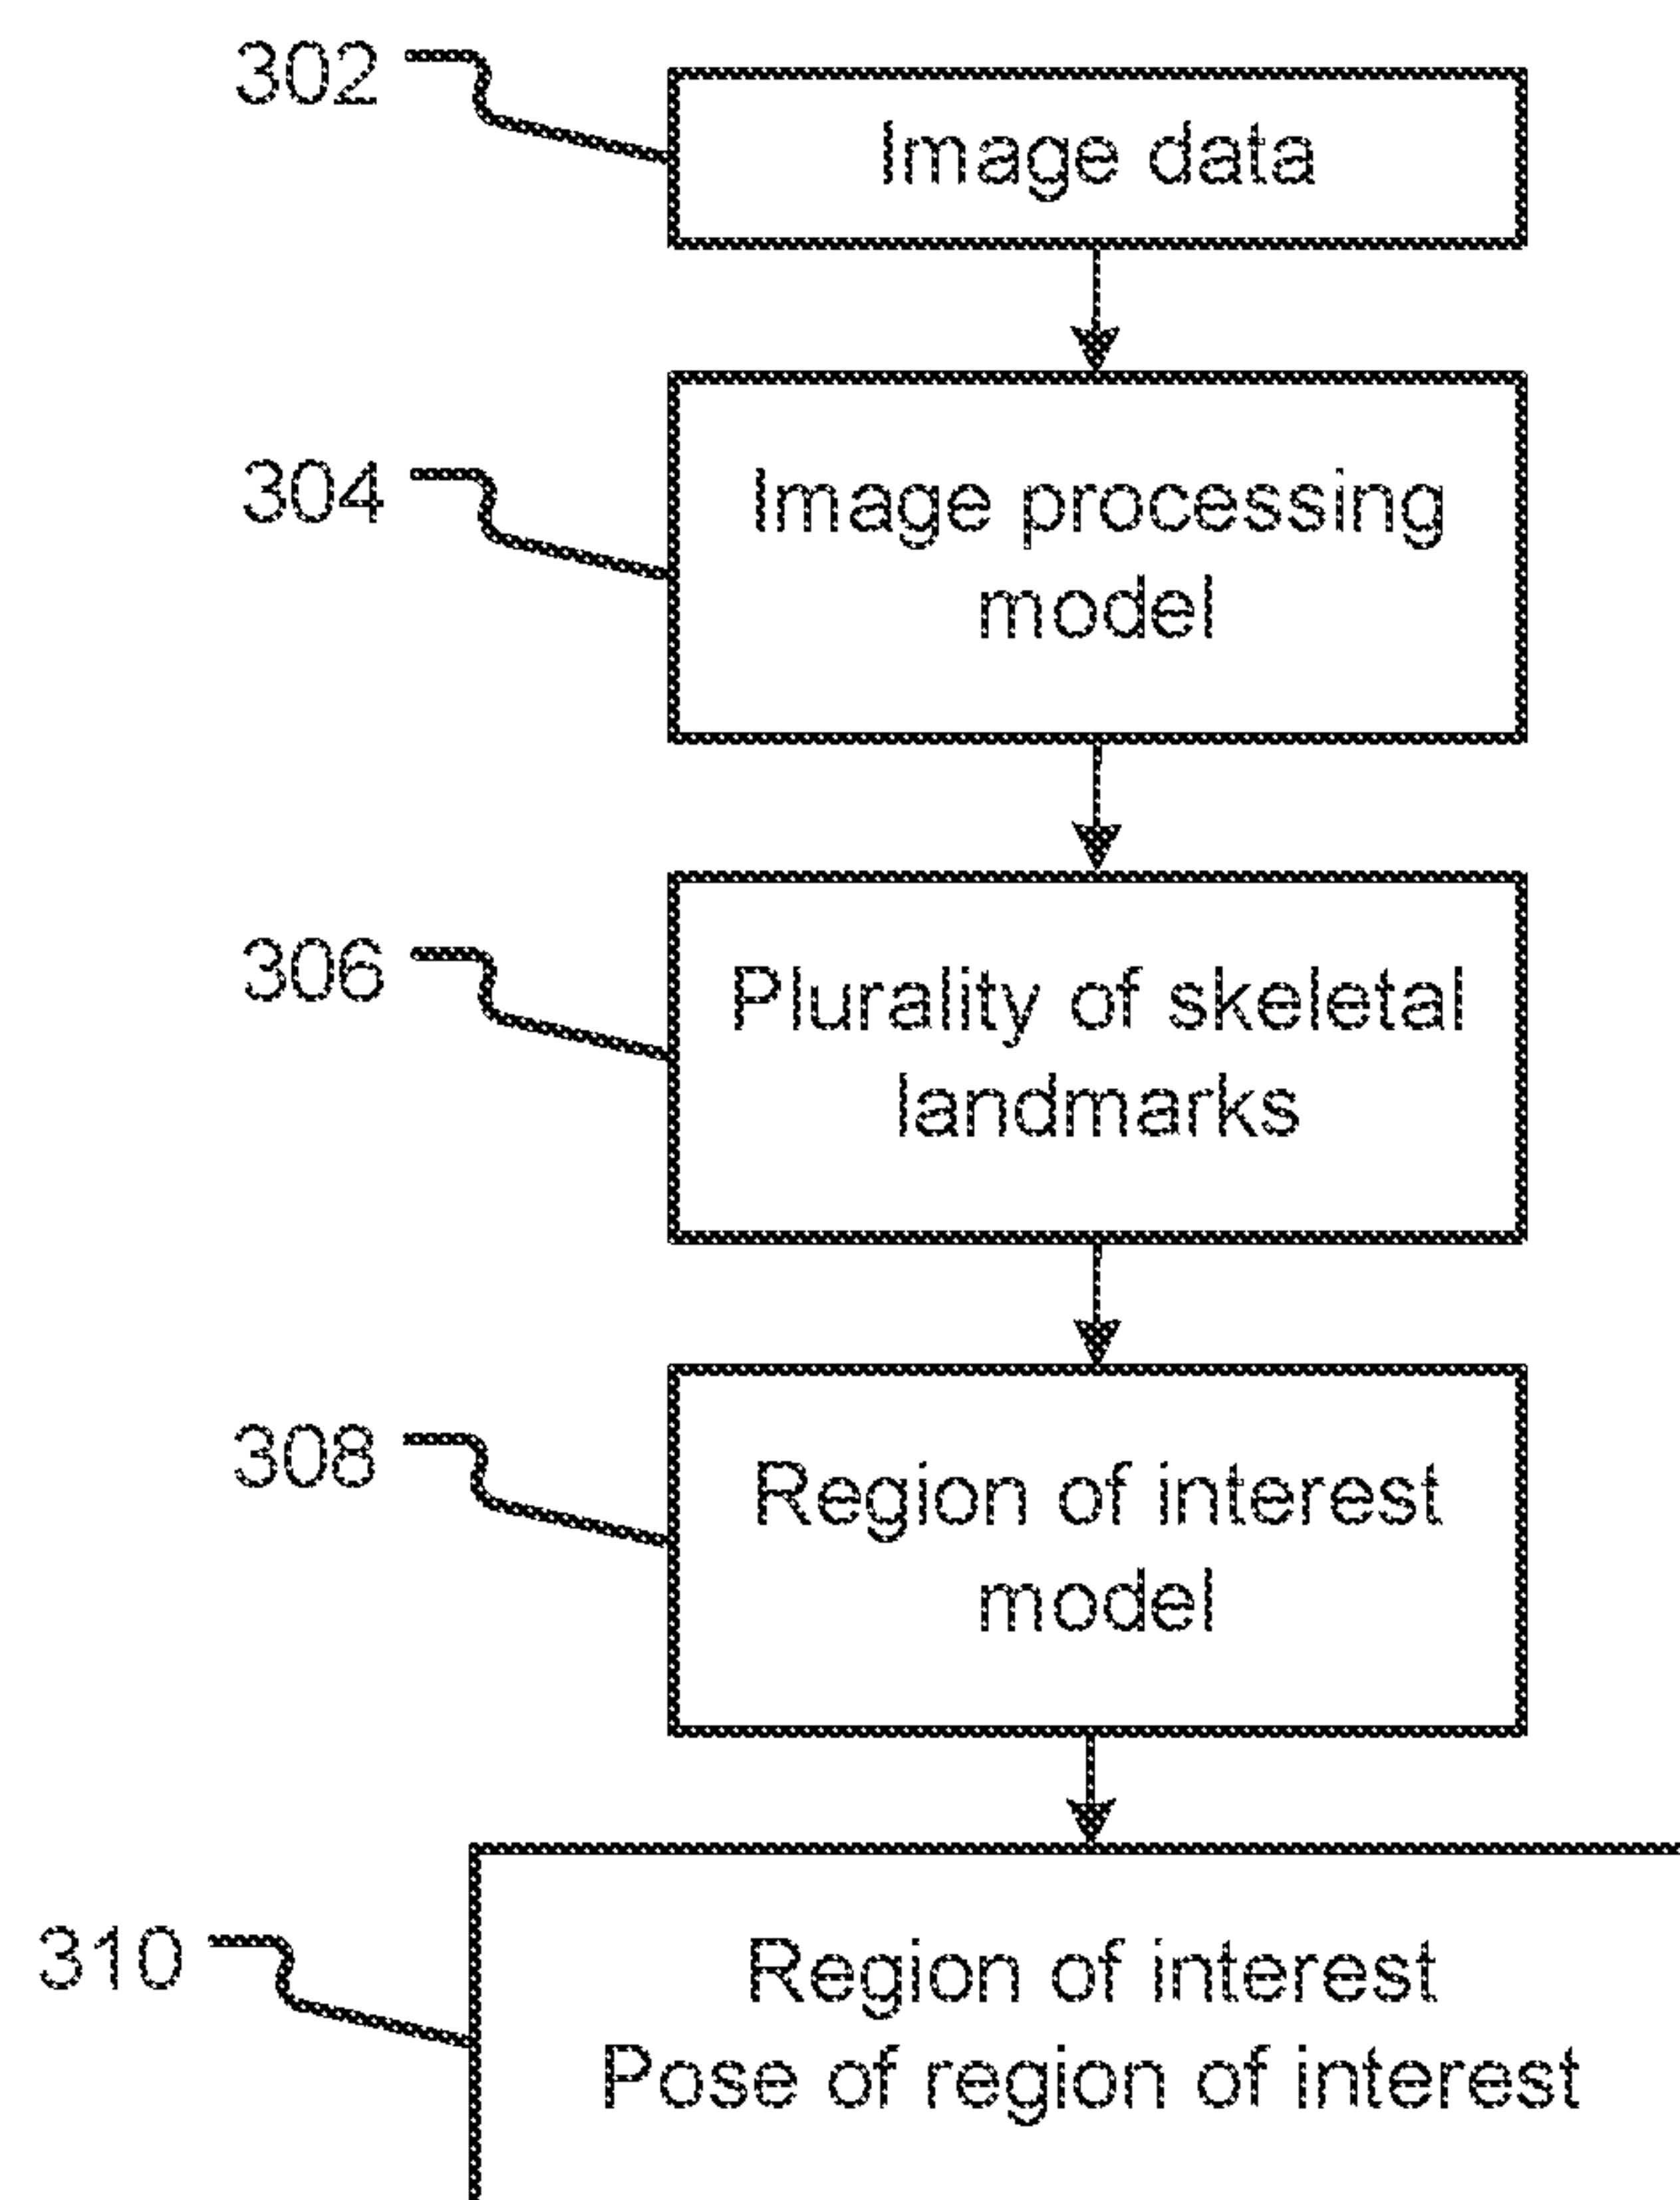 302
Image data
304
Image processing
model
306
Plurality of skeletal
landmarks
308
Region of interest
model
310
Region of interest
Pose of region of interest